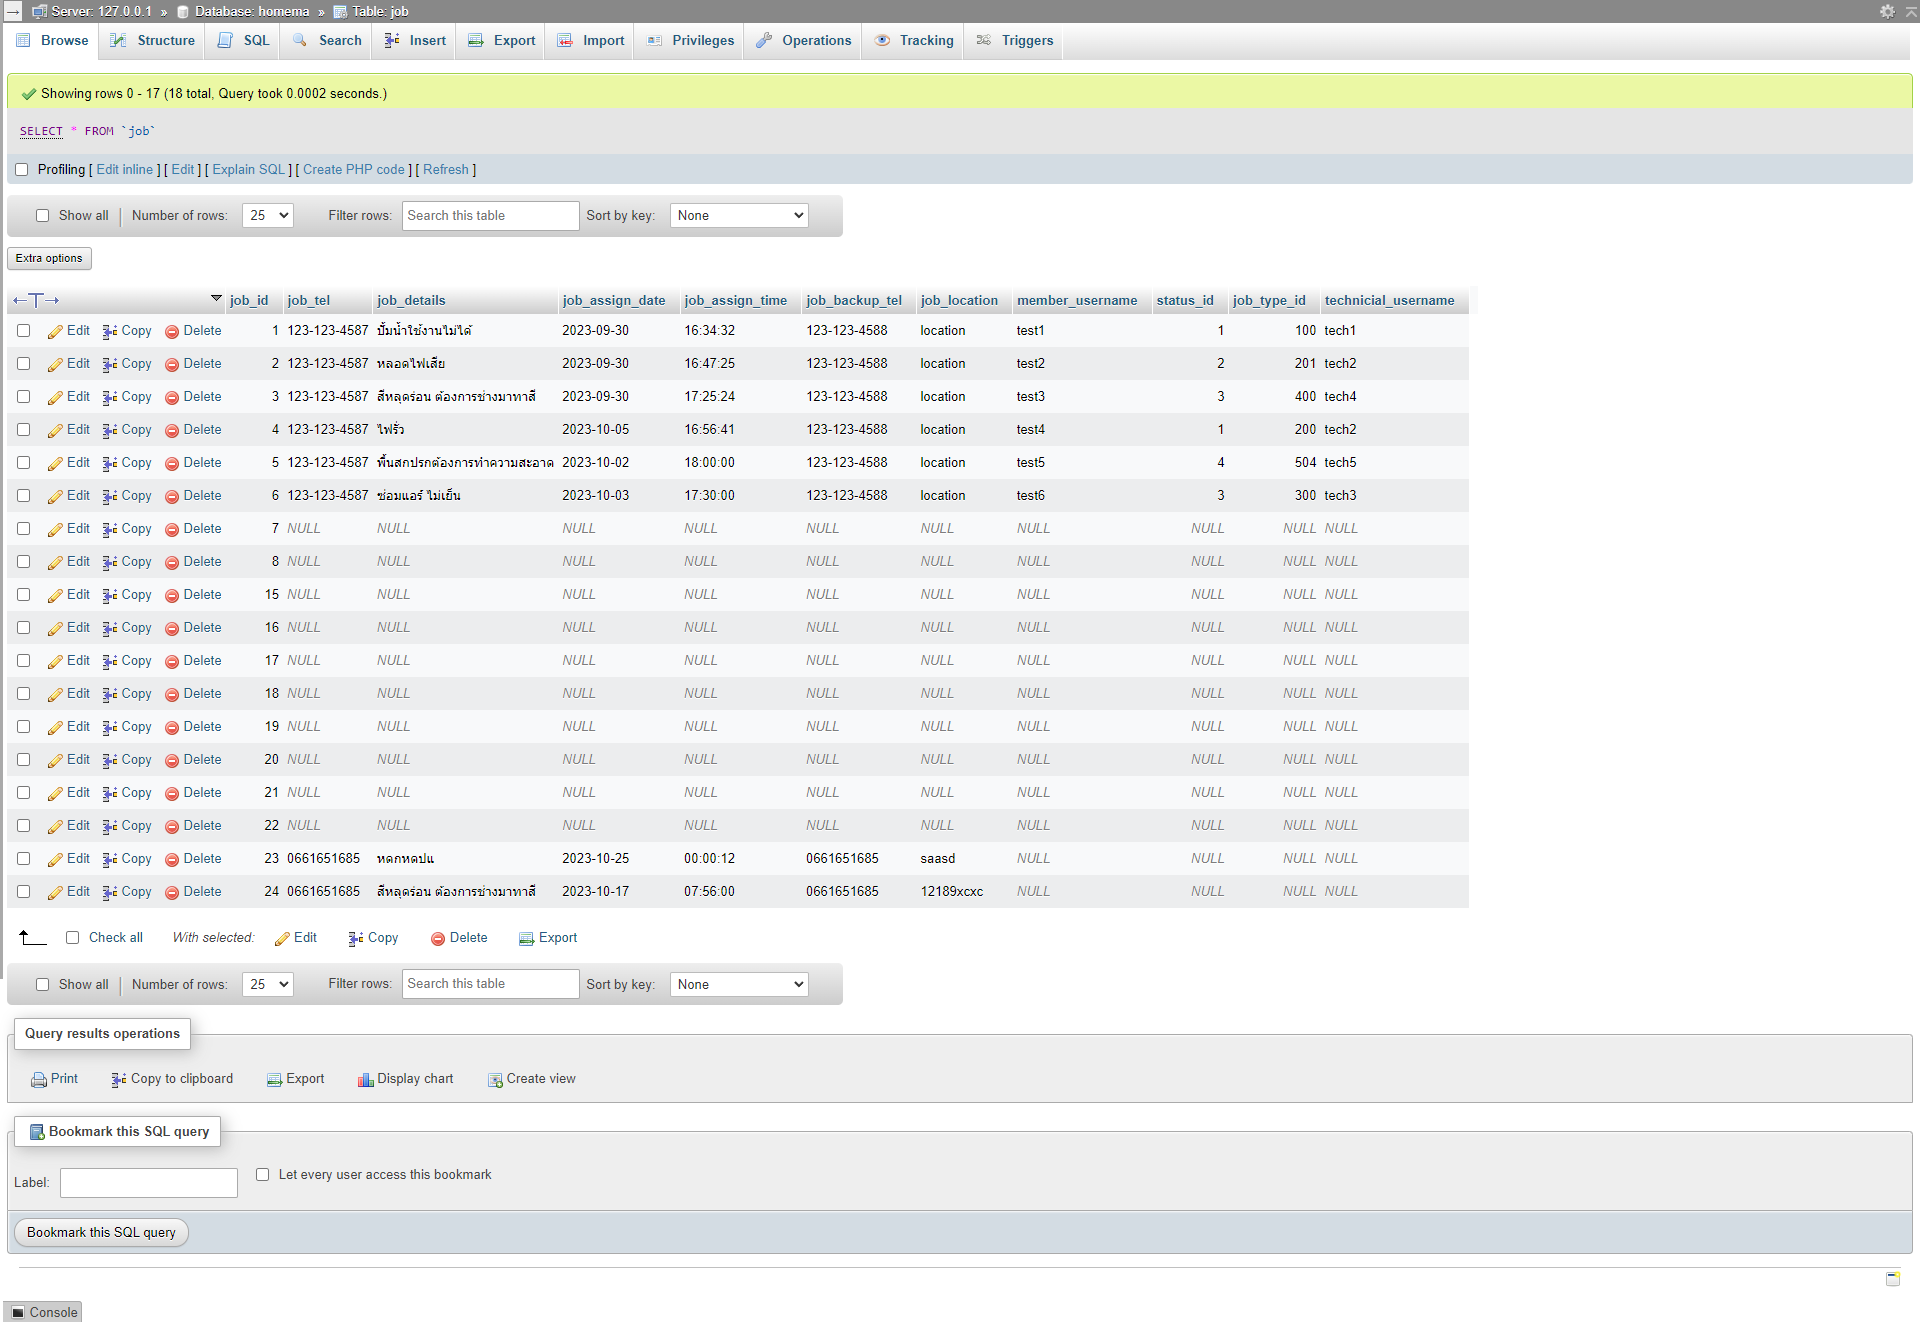 Server: 127.0.0.1 » Database: homema » Table: job
Browse Structure SQL Search Insert Export Import Privileges Operations Tracking Triggers
Showing rows 0 - 17 (18 total, Query took 0.0002 seconds.)
SELECT * FROM `job`
Profiling [ Edit inline ] [ Edit ] [ Explain SQL ] [ Create PHP code ] [ Refresh ]
Show all Number of rows: 25 Filter rows: Search this table Sort by key: None
Extra options
←T→ job_id job_tel job_details job_assign_date job_assign_time job_backup_tel job_location member_username status_id job_type_id technicial_username
Edit Copy Delete 1 123-123-4587 ปั๊มน้ำใช้งานไม่ได้ 2023-09-30 16:34:32 123-123-4588 location test1 1 100 tech1
Edit Copy Delete 2 123-123-4587 หลอดไฟเสีย 2023-09-30 16:47:25 123-123-4588 location test2 2 201 tech2
Edit Copy Delete 3 123-123-4587 สีหลุดร่อน ต้องการช่างมาทาสี 2023-09-30 17:25:24 123-123-4588 location test3 3 400 tech4
Edit Copy Delete 4 123-123-4587 ไฟรั่ว 2023-10-05 16:56:41 123-123-4588 location test4 1 200 tech2
Edit Copy Delete 5 123-123-4587 พื้นสกปรกต้องการทำความสะอาด 2023-10-02 18:00:00 123-123-4588 location test5 4 504 tech5
Edit Copy Delete 6 123-123-4587 ซ่อมแอร์ ไม่เย็น 2023-10-03 17:30:00 123-123-4588 location test6 3 300 tech3
Edit Copy Delete 7 NULL NULL NULL NULL NULL NULL NULL NULL NULL NULL
Edit Copy Delete 8 NULL NULL NULL NULL NULL NULL NULL NULL NULL NULL
Edit Copy Delete 15 NULL NULL NULL NULL NULL NULL NULL NULL NULL NULL
Edit Copy Delete 16 NULL NULL NULL NULL NULL NULL NULL NULL NULL NULL
Edit Copy Delete 17 NULL NULL NULL NULL NULL NULL NULL NULL NULL NULL
Edit Copy Delete 18 NULL NULL NULL NULL NULL NULL NULL NULL NULL NULL
Edit Copy Delete 19 NULL NULL NULL NULL NULL NULL NULL NULL NULL NULL
Edit Copy Delete 20 NULL NULL NULL NULL NULL NULL NULL NULL NULL NULL
Edit Copy Delete 21 NULL NULL NULL NULL NULL NULL NULL NULL NULL NULL
Edit Copy Delete 22 NULL NULL NULL NULL NULL NULL NULL NULL NULL NULL
Edit Copy Delete 23 0661651685 หดกหดปแ 2023-10-25 00:00:12 0661651685 saasd NULL NULL NULL NULL
Edit Copy Delete 24 0661651685 สีหลุดร่อน ต้องการช่างมาทาสี 2023-10-17 07:56:00 0661651685 12189xcxc NULL NULL NULL NULL
Check all With selected: Edit Copy Delete Export
Show all Number of rows: 25 Filter rows: Search this table Sort by key: None
Query results operations
Print Copy to clipboard Export Display chart Create view
Bookmark this SQL query
Label: Let every user access this bookmark
Bookmark this SQL query
Console